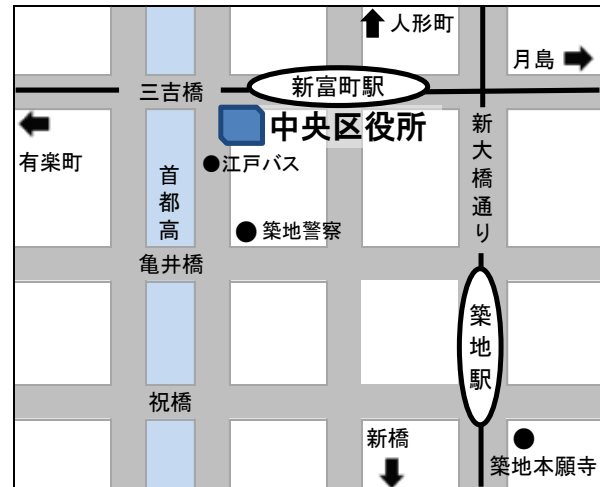 人形町
月島
三吉橋
新富町駅
中央区役所
有楽町
江戸バス
首都高
新大橋通り
築地警察
亀井橋
築地駅
祝橋
新橋
築地本願寺